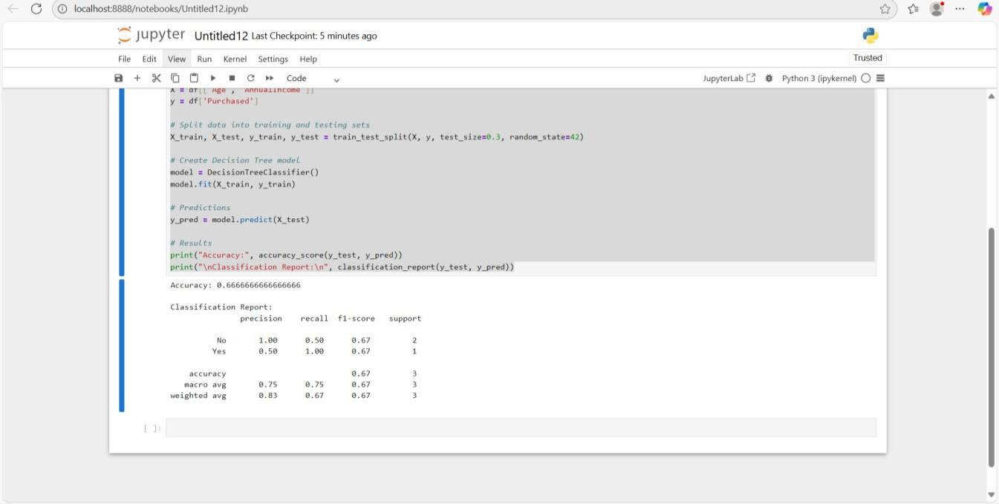 localhost:8888/notebooks/Untitled12.ipynb
jupyter Untitled12 Last Checkpoint: 5 minutes ago
File Edit View Run Kernel Settings Help Trusted
Code JupyterLab Python 3 (ipykernel)
X = df[['Age', 'AnnualIncome']]
y = df['Purchased']
# Split data into training and testing sets
X_train, X_test, y_train, y_test = train_test_split(X, y, test_size=0.3, random_state=42)
# Create Decision Tree model
model = DecisionTreeClassifier()
model.fit(X_train, y_train)
# Predictions
y_pred = model.predict(X_test)
# Results
print("Accuracy:", accuracy_score(y_test, y_pred))
print("\nClassification Report:\n", classification_report(y_test, y_pred))
Accuracy: 0.6666666666666666
Classification Report:
precision recall f1-score support
No 1.00 0.50 0.67 2
Yes 0.50 1.00 0.67 1
accuracy 0.67 3
macro avg 0.75 0.75 0.67 3
weighted avg 0.83 0.67 0.67 3
[ ]: